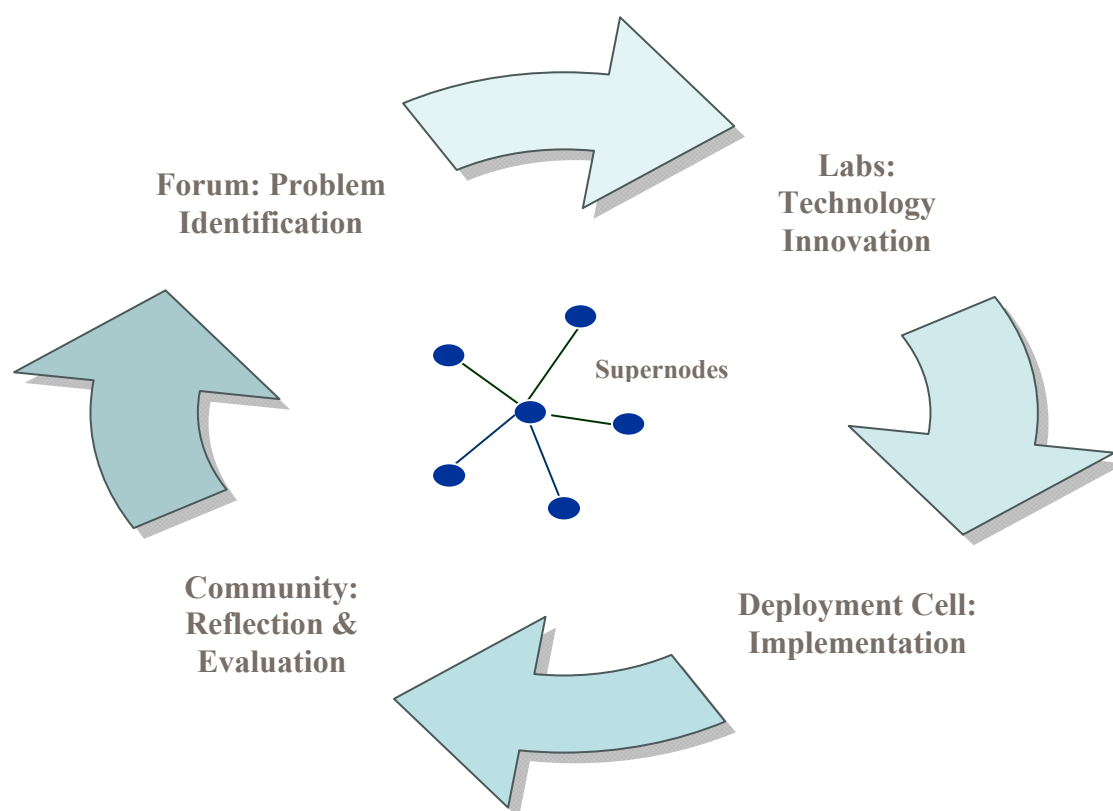 Forum: Problem
Identification
Labs:
Technology
Innovation
Supernodes
Community:
Reflection &
Evaluation
Deployment Cell:
Implementation